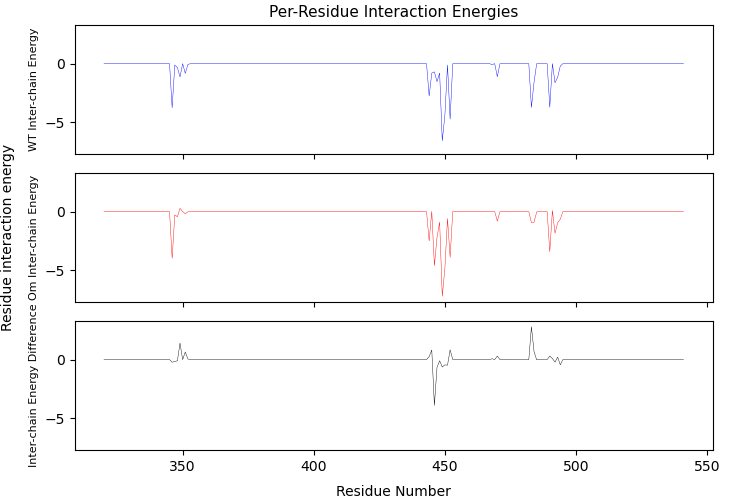 Per-Residue Interaction Energies
WT Inter-chain Energy
0
−5
Om Inter-chain Energy
0
−5
Inter-chain Energy Difference
0
−5
Residue interaction energy
350
400
450
500
550
Residue Number